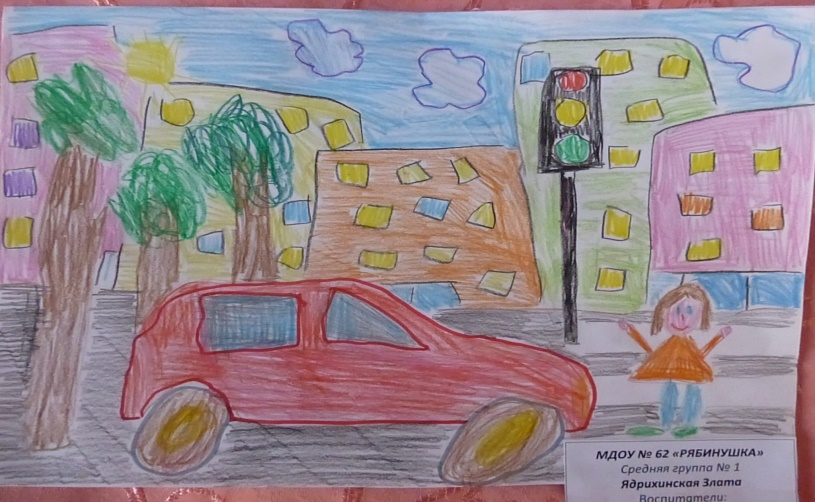 МДОУ № 62 «РЯБИНУШКА»
Средняя группа № 1
Ядрихинская Злата
Воспитатели: